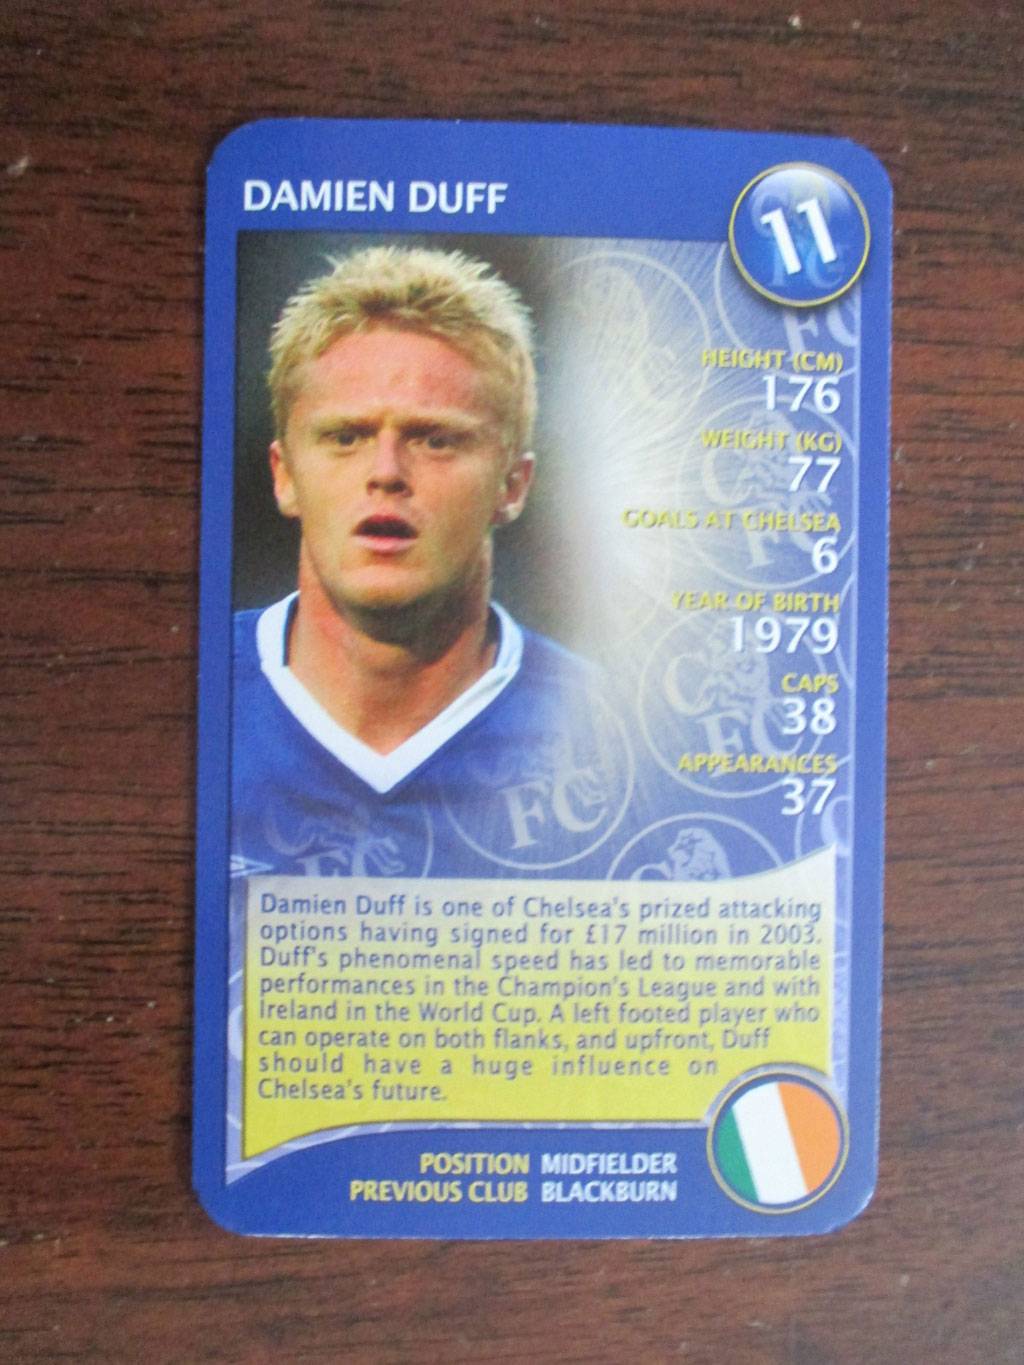 DAMIEN DUFF
11
HEIGHT (CM)
176
WEIGHT (KG)
77
GOALS AT CHELSEA
6
YEAR OF BIRTH
1979
CAPS
38
APPEARANCES
37
Damien Duff is one of Chelsea's prized attacking
options having signed for £17 million in 2003.
Duff's phenomenal speed has led to memorable
performances in the Champion's League and with
Ireland in the World Cup. A left footed player who
can operate on both flanks, and upfront, Duff
should have a huge influence on
Chelsea's future.
POSITION MIDFIELDER
PREVIOUS CLUB BLACKBURN